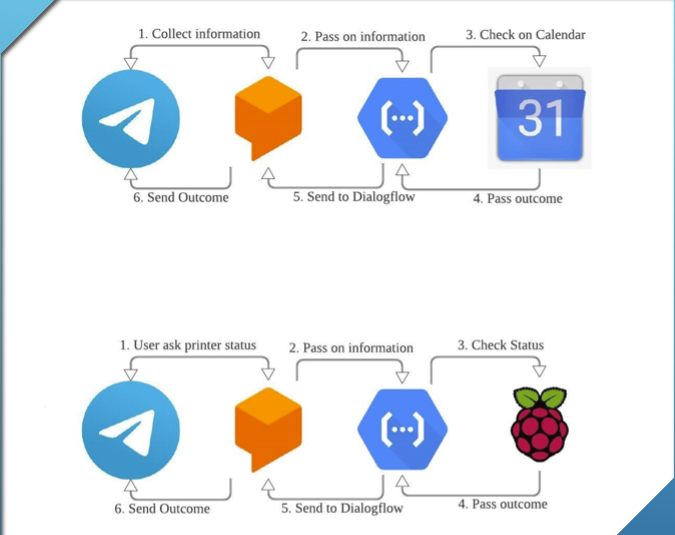 1. Collect information
2. Pass on information
3. Check on Calendar
31
6. Send Outcome
5. Send to Dialogflow
4. Pass outcome
1. User ask printer status
2. Pass on information
3. Check Status
6. Send Outcome
5. Send to Dialogflow
4. Pass outcome